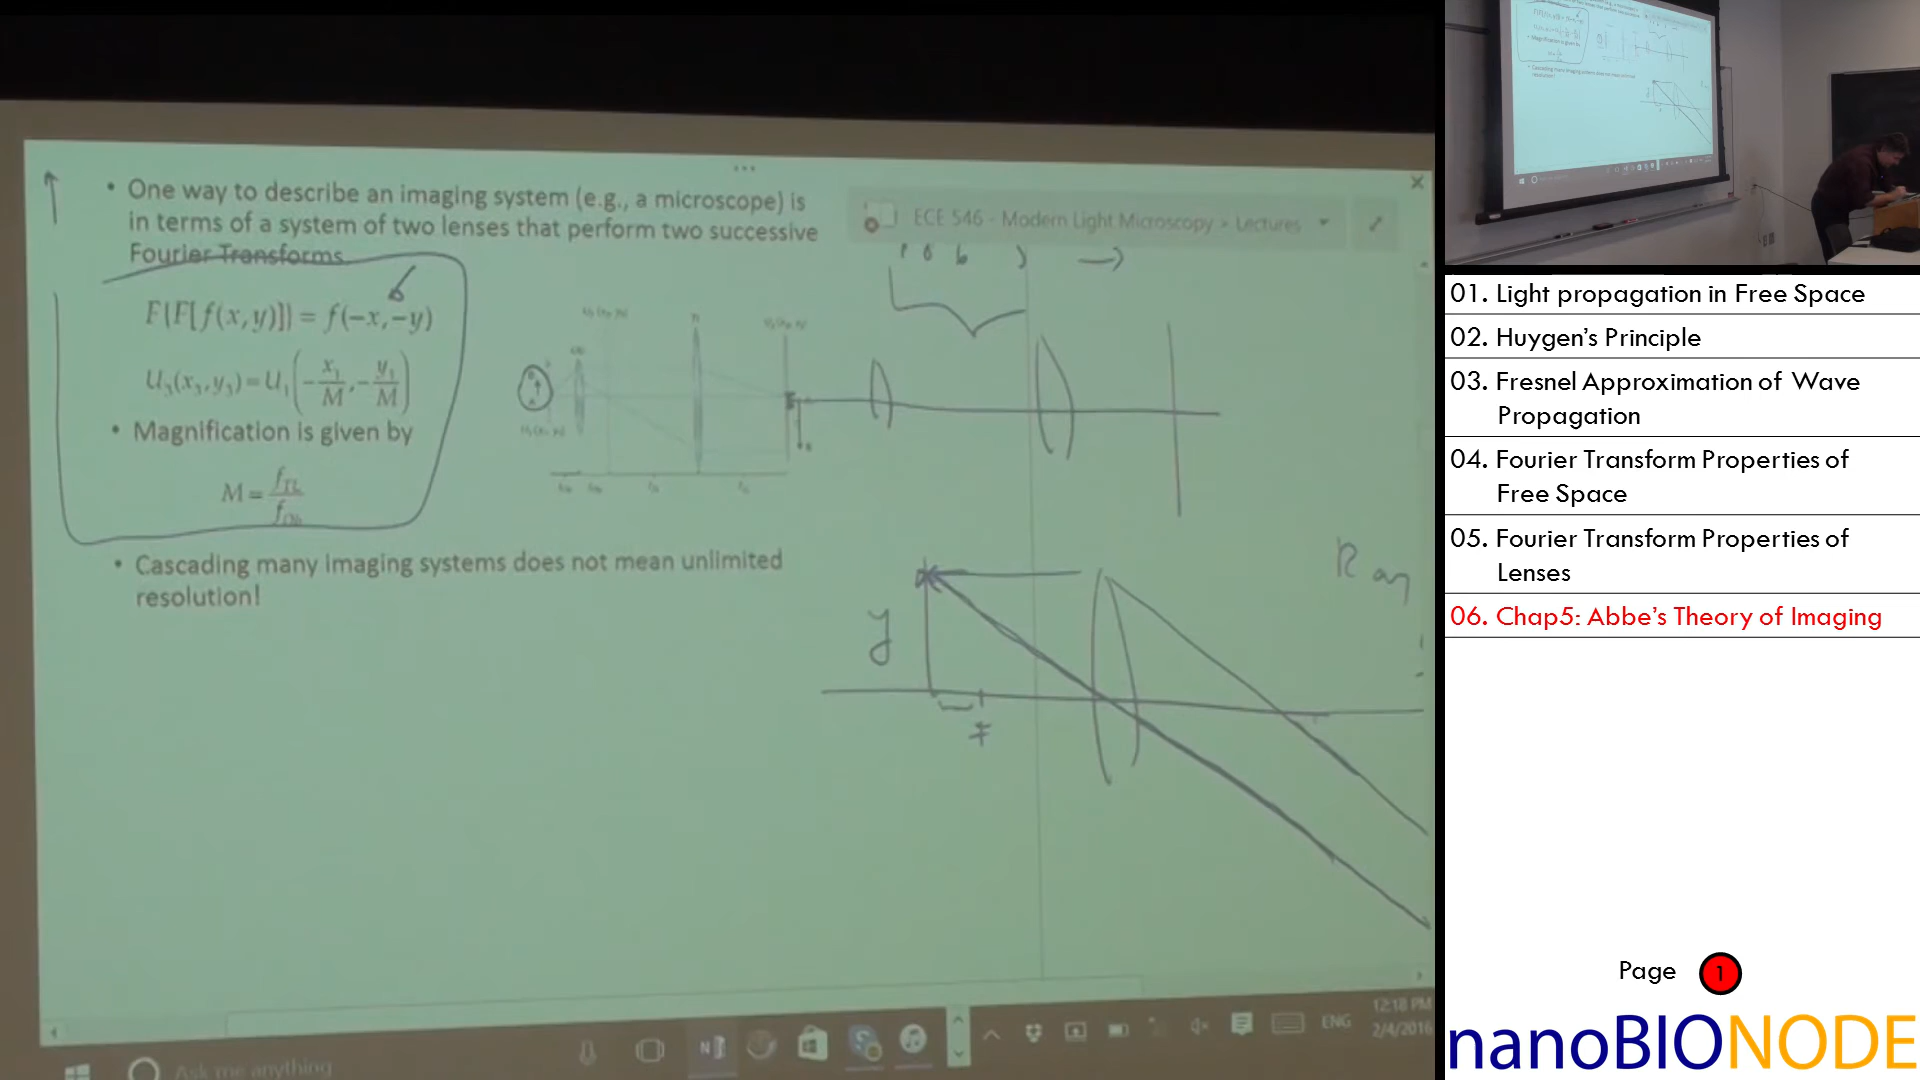 • One way to describe an imaging system (e.g., a microscope) is
in terms of a system of two lenses that perform two successive
Fourier Transforms.
F{F[f(x,y)]} = f(-x,-y)
U₃(x₃,y₃)=U₁(-x₁/M,-y₁/M)
• Magnification is given by
M = f_TL/f_Ob
• Cascading many imaging systems does not mean unlimited
resolution!
ECE 546 - Modern Light Microscopy > Lectures
y
F
Ray
12:18 PM
2/4/2016
ENG
Ask me anything
01. Light propagation in Free Space
02. Huygen's Principle
03. Fresnel Approximation of Wave
Propagation
04. Fourier Transform Properties of
Free Space
05. Fourier Transform Properties of
Lenses
06. Chap5: Abbe's Theory of Imaging
Page 1
nanoBIONODE